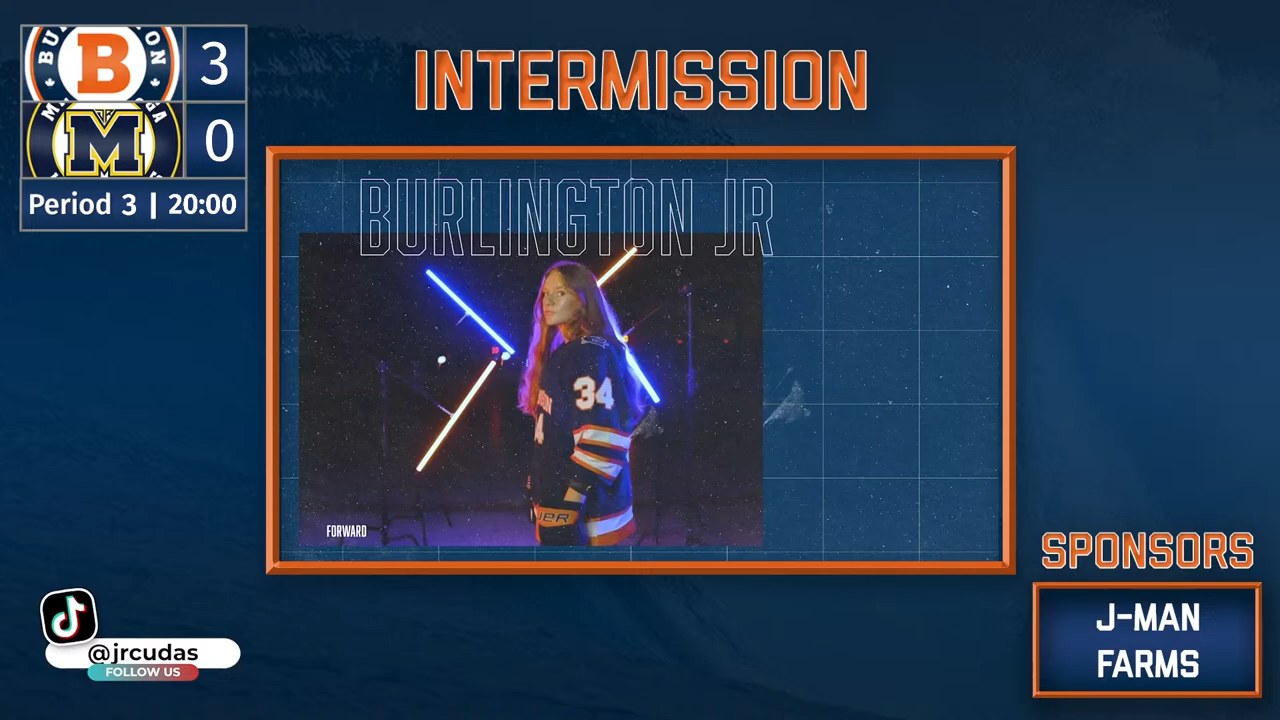 B
3
M
0
Period 3 | 20:00
INTERMISSION
BURLINGTON JR
34
FORWARD
@jrcudas
FOLLOW US
SPONSORS
J-MAN
FARMS